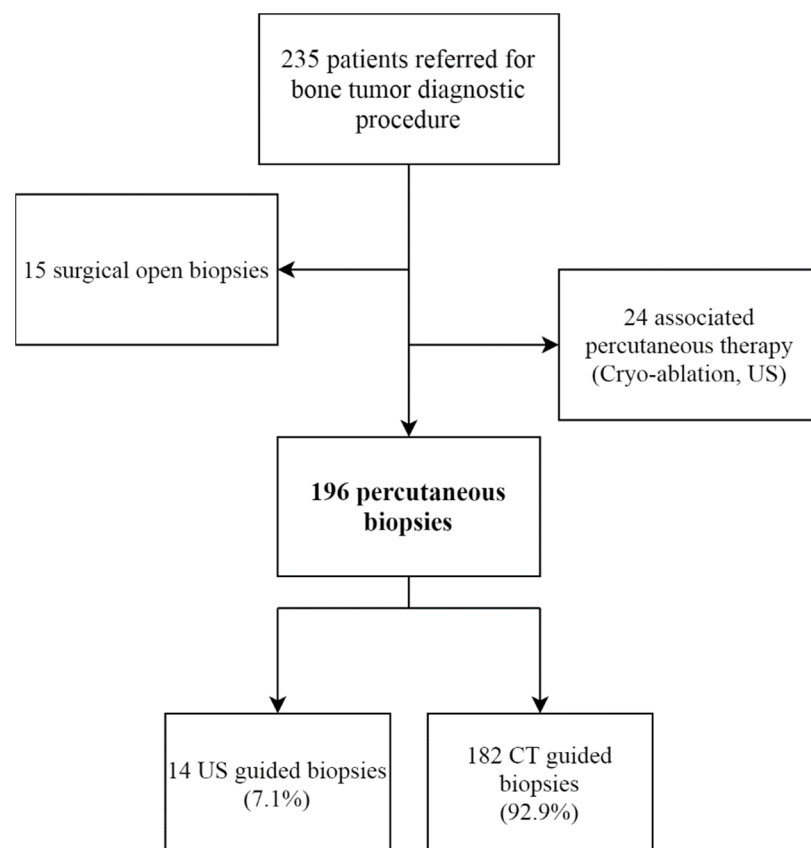 235 patients referred for
bone tumor diagnostic
procedure
15 surgical open biopsies
24 associated
percutaneous therapy
(Cryo-ablation, US)
196 percutaneous
biopsies
14 US guided biopsies
(7.1%)
182 CT guided
biopsies
(92.9%)